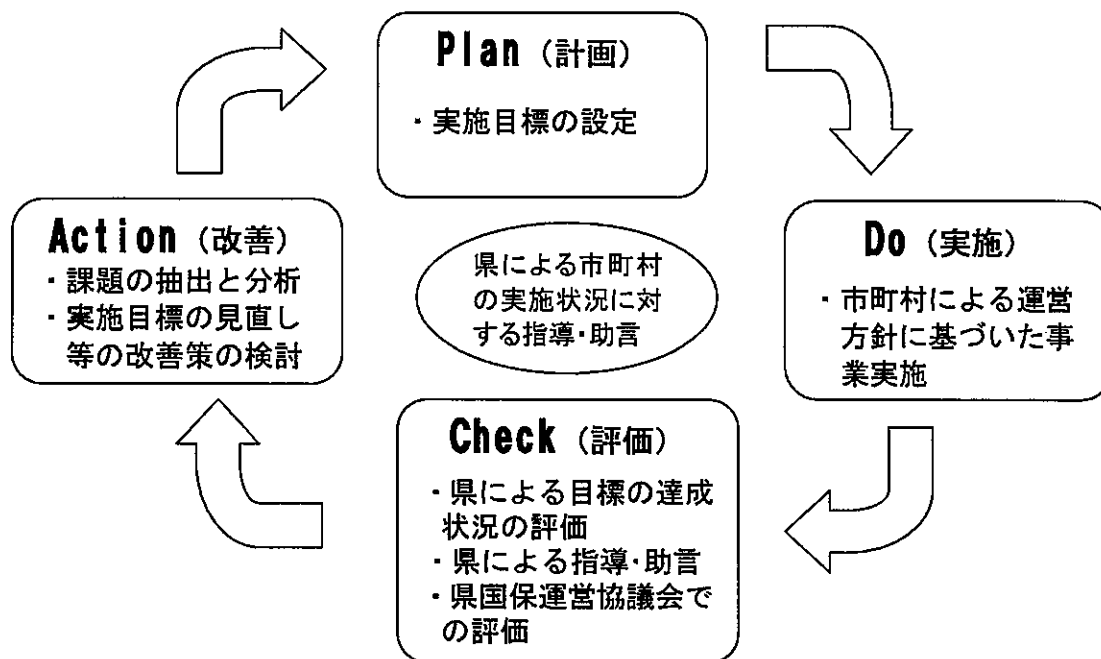 Plan（計画）
・実施目標の設定
Action（改善）
・課題の抽出と分析
・実施目標の見直し
等の改善策の検討
県による市町村
の実施状況に対
する指導・助言
Do（実施）
・市町村による運営
方針に基づいた事
業実施
Check（評価）
・県による目標の達成
状況の評価
・県による指導・助言
・県国保運営協議会で
の評価